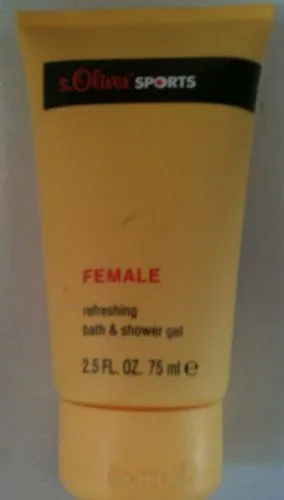 s.Oliver SPORTS
FEMALE
refreshing
bath & shower gel
2.5 FL. OZ. 75 ml e